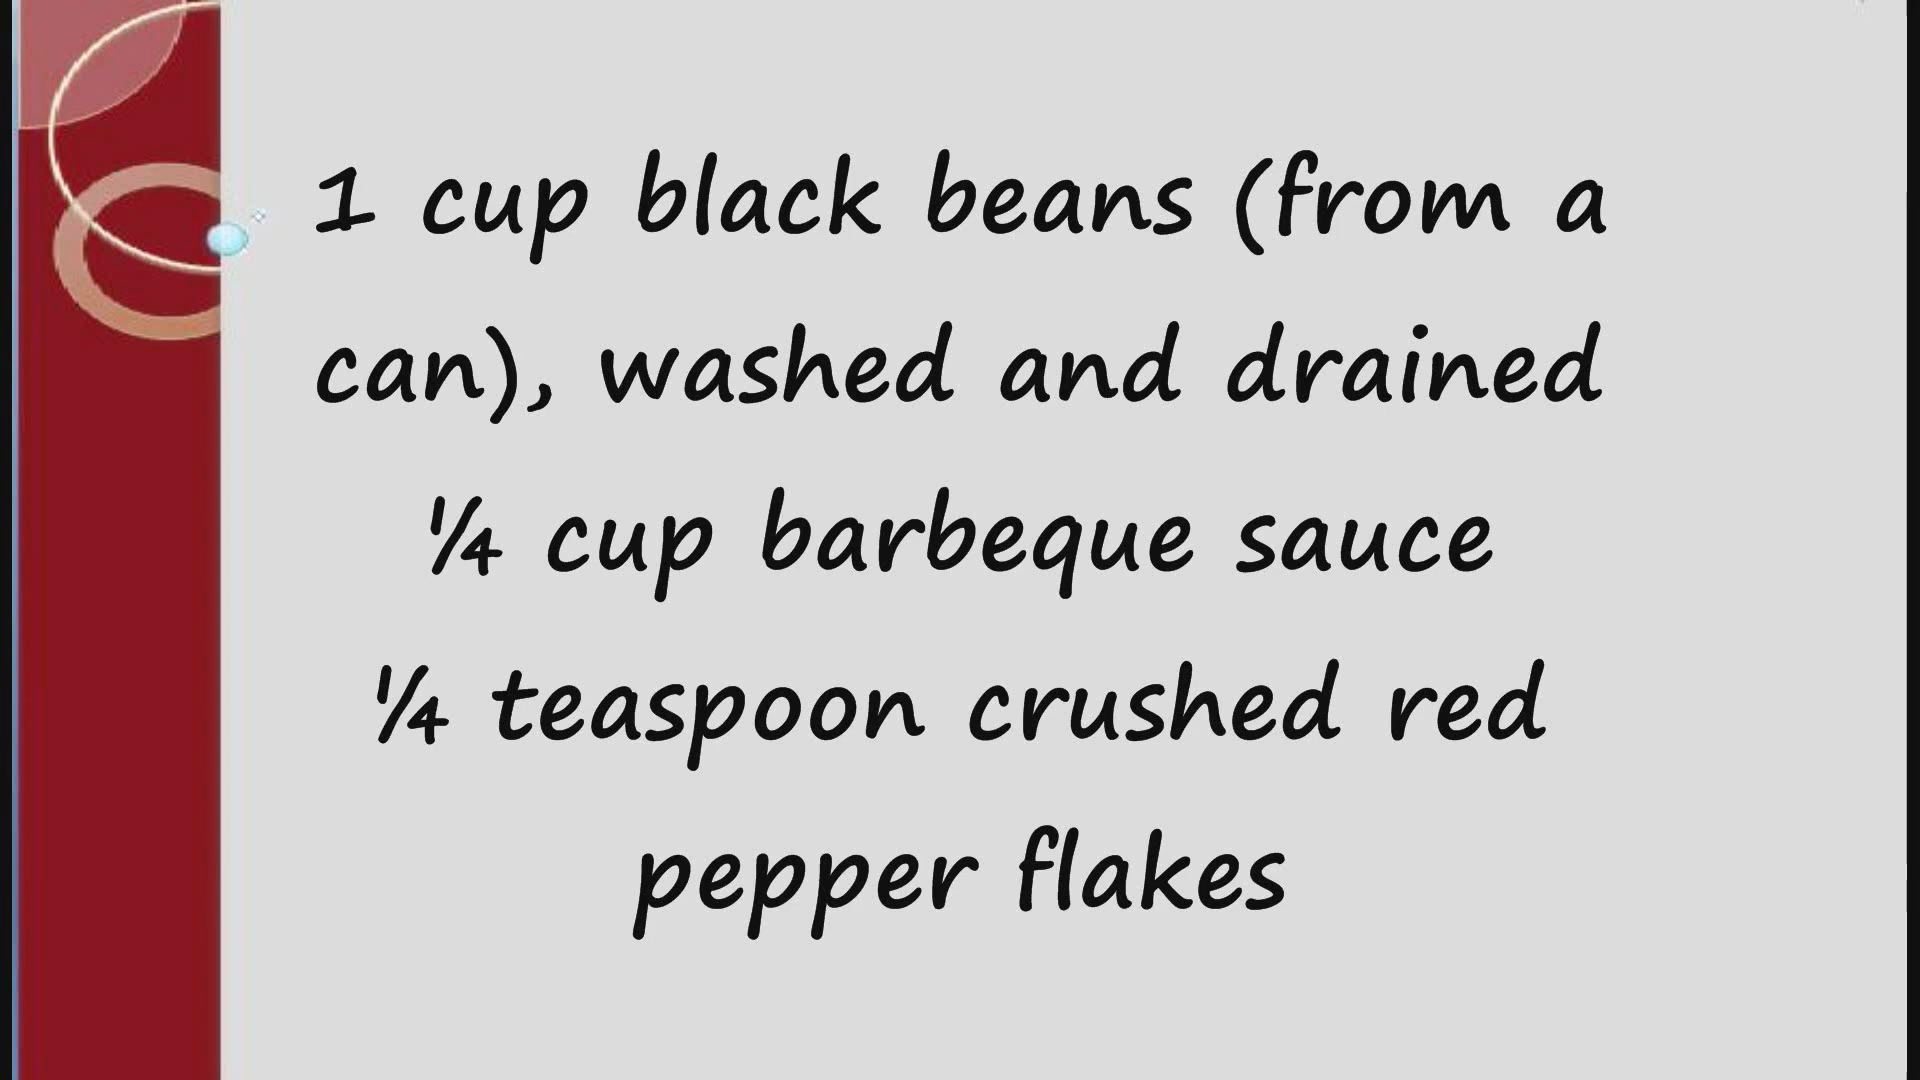 1 cup black beans (from a
can), washed and drained
¼ cup barbeque sauce
¼ teaspoon crushed red
pepper flakes